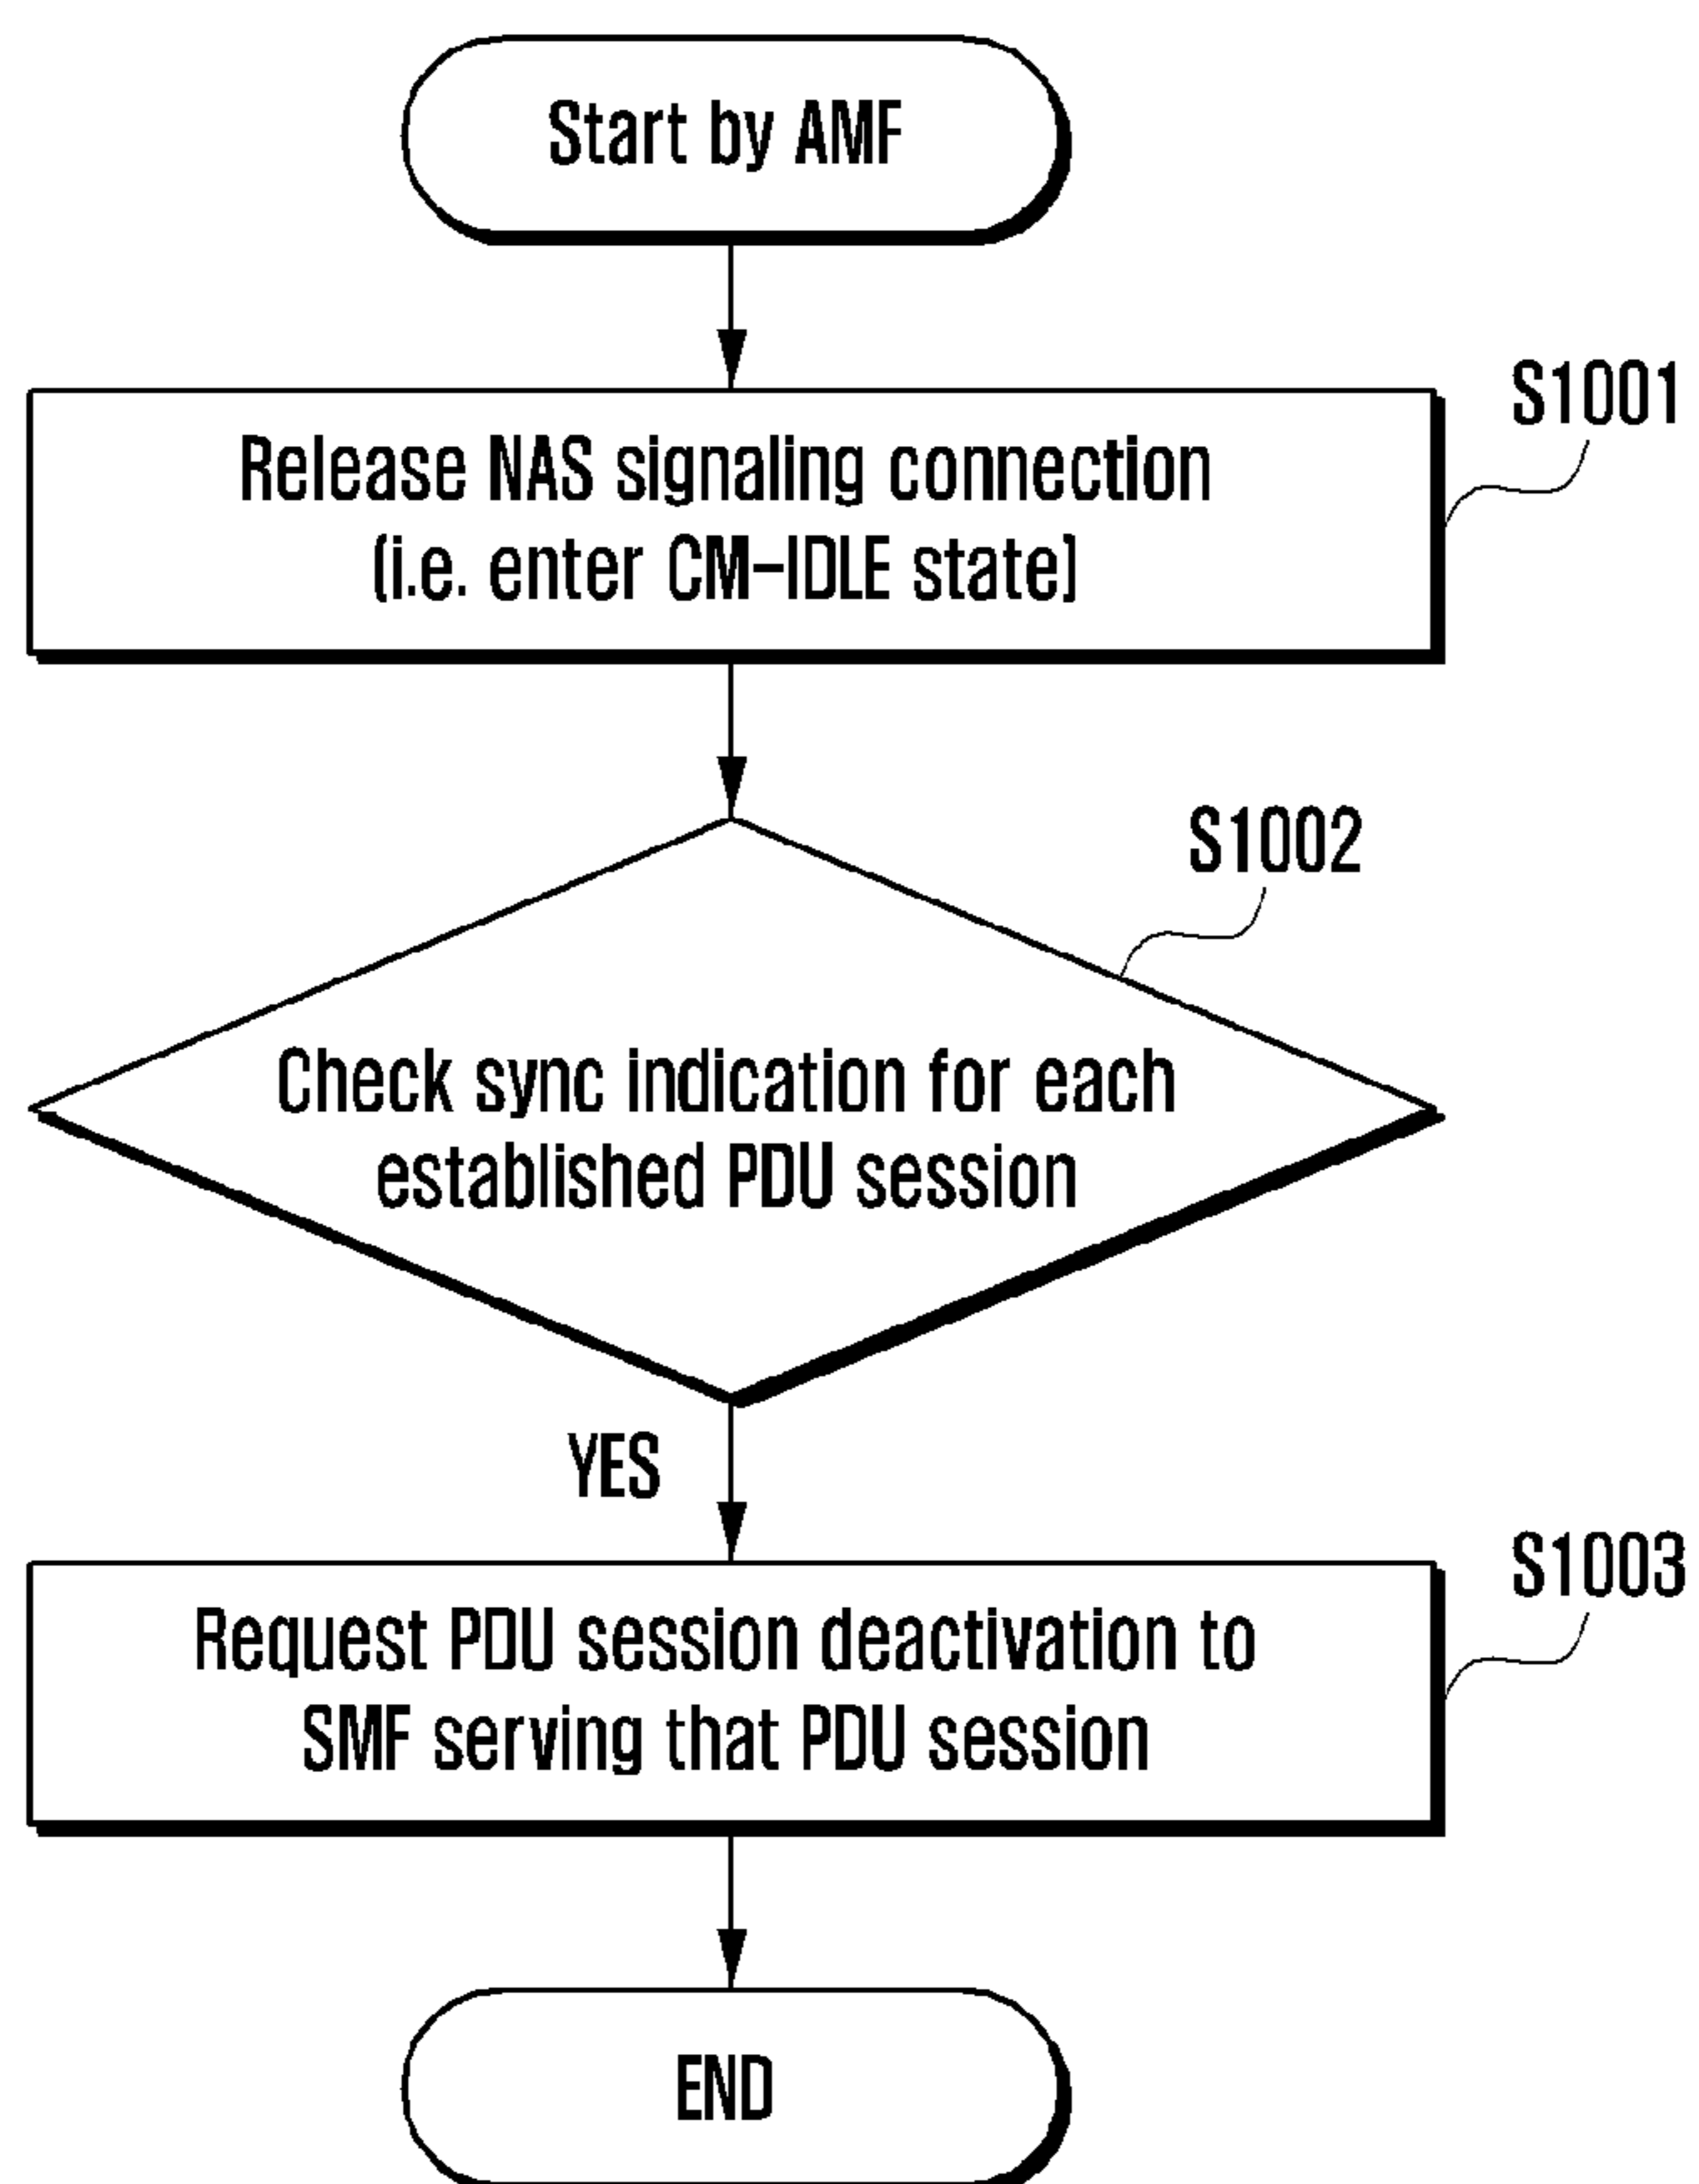 Start by AMF
S1001
Release NAS signaling connection
(i.e. enter CM-IDLE state)
S1002
Check sync indication for each
established PDU session
YES
S1003
Request PDU session deactivation to
SMF serving that PDU session
END